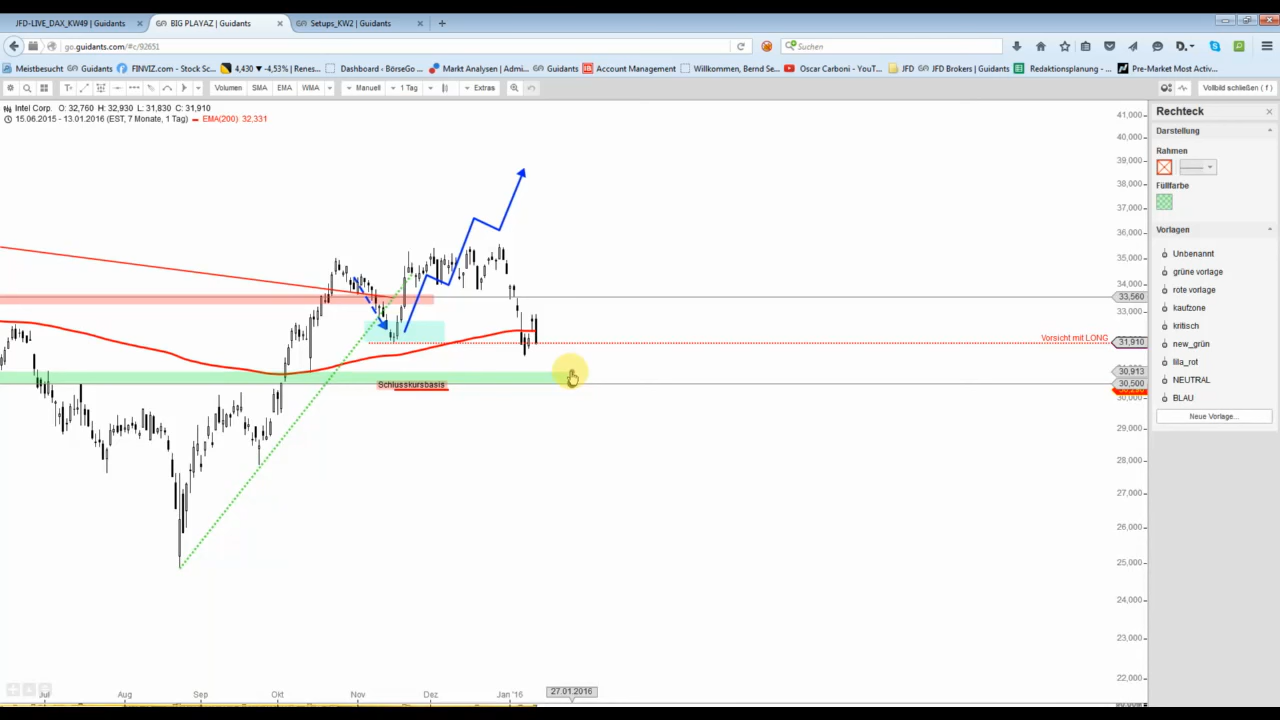 JFD-LIVE_DAX_KW49 | Guidants
BIG PLAYAZ | Guidants
Setups_KW2 | Guidants
go.guidants.com/#c/92651
Suchen
Meistbesucht
Guidants
FINVIZ.com - Stock Sc...
4,430 ▼ -4,53% | Renes...
Dashboard - BörseGo ...
Markt Analysen | Admi...
Guidants
Account Management
Willkommen, Bernd Se...
Oscar Carboni - YouT...
JFD
JFD Brokers | Guidants
Redaktionsplanung - ...
Pre-Market Most Activ...
Volumen
SMA
EMA
WMA
Manuell
1 Tag
Extras
Vollbild schließen ( f )
Intel Corp. O: 32,760 H: 32,930 L: 31,830 C: 31,910
15.06.2015 - 13.01.2016 (EST, 7 Monate, 1 Tag) EMA(200) 32,331
41,000
40,000
39,000
38,000
37,000
36,000
35,000
34,000
33,560
33,000
Vorsicht mit LONG
31,910
30,913
30,500
30,000
29,000
28,000
27,000
26,000
25,000
24,000
23,000
22,000
Schlusskursbasis
Jul
Aug
Sep
Okt
Nov
Dez
Jan '16
27.01.2016
Rechteck
Darstellung
Rahmen
Füllfarbe
Vorlagen
Unbenannt
grüne vorlage
rote vorlage
kaufzone
kritisch
new_grün
lila_rot
NEUTRAL
BLAU
Neue Vorlage...